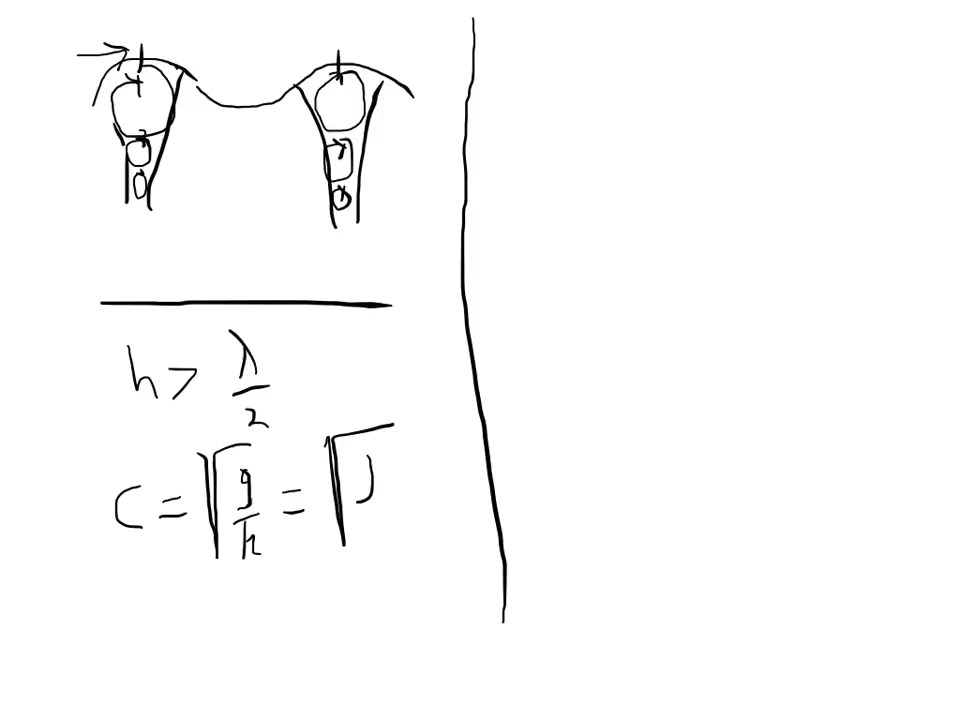 h > λ/2
C = √(g/k) = √